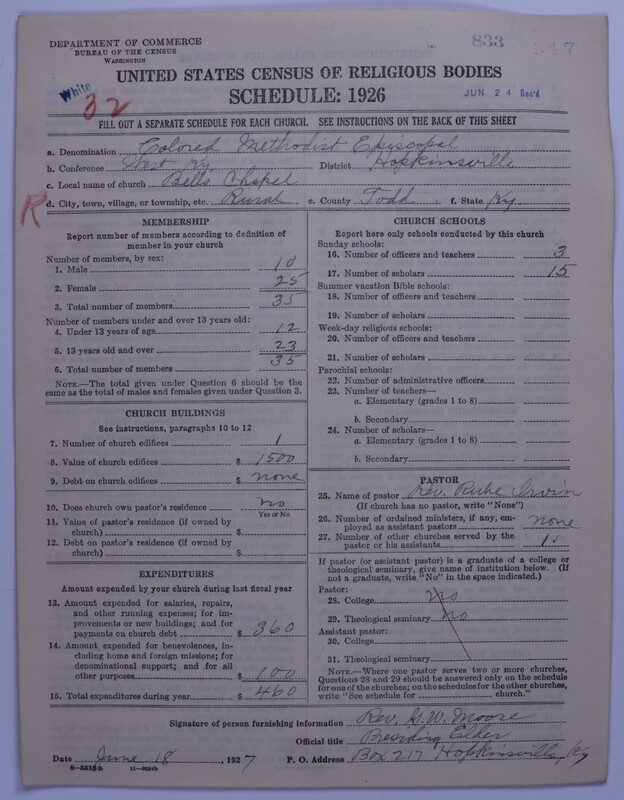 DEPARTMENT OF COMMERCE
BUREAU OF THE CENSUS
WASHINGTON
833 147
White
32
UNITED STATES CENSUS OF RELIGIOUS BODIES
SCHEDULE: 1926
JUN 24 Rec'd
FILL OUT A SEPARATE SCHEDULE FOR EACH CHURCH. SEE INSTRUCTIONS ON THE BACK OF THIS SHEET
a. Denomination Colored Methodist Episcopal
b. Conference West Ky. District Hopkinsville
c. Local name of church Bells Chapel
R
d. City, town, village, or township, etc. Rural e. County Todd f. State Ky
MEMBERSHIP
Report number of members according to definition of member in your church
Number of members, by sex:
1. Male 10
2. Female 25
3. Total number of members 35
Number of members under and over 13 years old:
4. Under 13 years of age 12
5. 13 years old and over 23
6. Total number of members 35
NOTE.—The total given under Question 6 should be the
same as the total of males and females given under Question 3.
CHURCH BUILDINGS
See instructions, paragraphs 10 to 12
7. Number of church edifices 1
8. Value of church edifices $ 1500
9. Debt on church edifices $ none
10. Does church own pastor's residence no
Yes or No
11. Value of pastor's residence (if owned by
church) $
12. Debt on pastor's residence (if owned by
church) $
EXPENDITURES
Amount expended by your church during last fiscal year
13. Amount expended for salaries, repairs,
and other running expenses; for im-
provements or new buildings; and for
payments on church debt $ 360
14. Amount expended for benevolences, in-
cluding home and foreign missions; for
denominational support; and for all
other purposes $ 100
15. Total expenditures during year $ 460
CHURCH SCHOOLS
Report here only schools conducted by this church
Sunday schools:
16. Number of officers and teachers 3
17. Number of scholars 15
Summer vacation Bible schools:
18. Number of officers and teachers
19. Number of scholars
Week-day religious schools:
20. Number of officers and teachers
21. Number of scholars
Parochial schools:
22. Number of administrative officers
23. Number of teachers—
a. Elementary (grades 1 to 8)
b. Secondary
24. Number of scholars—
a. Elementary (grades 1 to 8)
b. Secondary
PASTOR
25. Name of pastor Rev. Rube Irvin
(If church has no pastor, write "None")
26. Number of ordained ministers, if any, em-
ployed as assistant pastors none
27. Number of other churches served by the
pastor or his assistants 1
If pastor (or assistant pastor) is a graduate of a college or
theological seminary, give name of institution below. (If
not a graduate, write "No" in the space indicated.)
Pastor:
28. College no
29. Theological seminary no
Assistant pastor:
30. College
31. Theological seminary
NOTE.—Where one pastor serves two or more churches,
Questions 28 and 29 should be answered only on the schedule
for one of the churches; on the schedules for the other churches,
write "See schedule for church."
Signature of person furnishing information Rev. G. W. Moore
Official title Presiding Elder
Date June 18, 1927 P. O. Address Box 217 Hopkinsville, Ky